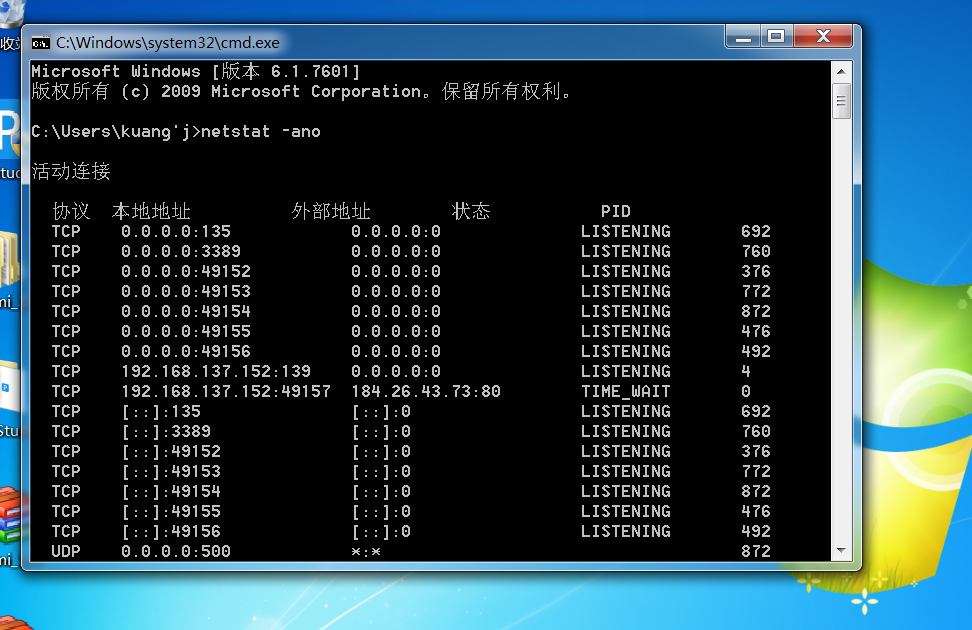 C:\Windows\system32\cmd.exe
Microsoft Windows [版本 6.1.7601]
版权所有 (c) 2009 Microsoft Corporation。保留所有权利。
C:\Users\kuang'j>netstat -ano
活动连接
协议 本地地址 外部地址 状态 PID
TCP 0.0.0.0:135 0.0.0.0:0 LISTENING 692
TCP 0.0.0.0:3389 0.0.0.0:0 LISTENING 760
TCP 0.0.0.0:49152 0.0.0.0:0 LISTENING 376
TCP 0.0.0.0:49153 0.0.0.0:0 LISTENING 772
TCP 0.0.0.0:49154 0.0.0.0:0 LISTENING 872
TCP 0.0.0.0:49155 0.0.0.0:0 LISTENING 476
TCP 0.0.0.0:49156 0.0.0.0:0 LISTENING 492
TCP 192.168.137.152:139 0.0.0.0:0 LISTENING 4
TCP 192.168.137.152:49157 184.26.43.73:80 TIME_WAIT 0
TCP [::]:135 [::]:0 LISTENING 692
TCP [::]:3389 [::]:0 LISTENING 760
TCP [::]:49152 [::]:0 LISTENING 376
TCP [::]:49153 [::]:0 LISTENING 772
TCP [::]:49154 [::]:0 LISTENING 872
TCP [::]:49155 [::]:0 LISTENING 476
TCP [::]:49156 [::]:0 LISTENING 492
UDP 0.0.0.0:500 *:* 872